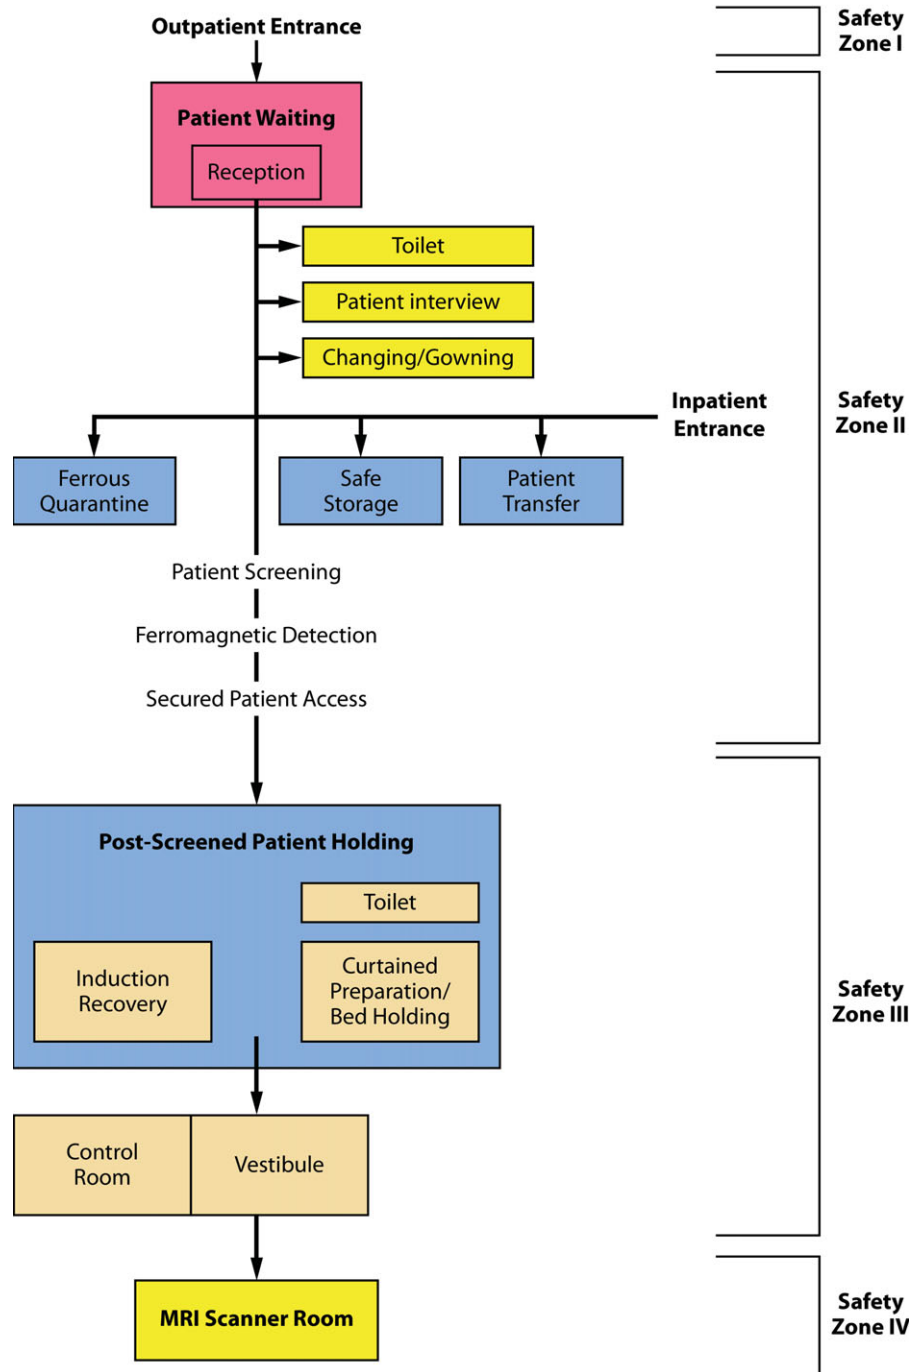 Outpatient Entrance
Safety
Zone I
Patient Waiting
Reception
Toilet
Patient interview
Changing/Gowning
Inpatient
Entrance
Safety
Zone II
Ferrous
Quarantine
Safe
Storage
Patient
Transfer
Patient Screening
Ferromagnetic Detection
Secured Patient Access
Post-Screened Patient Holding
Toilet
Induction
Recovery
Curtained
Preparation/
Bed Holding
Safety
Zone III
Control
Room
Vestibule
MRI Scanner Room
Safety
Zone IV